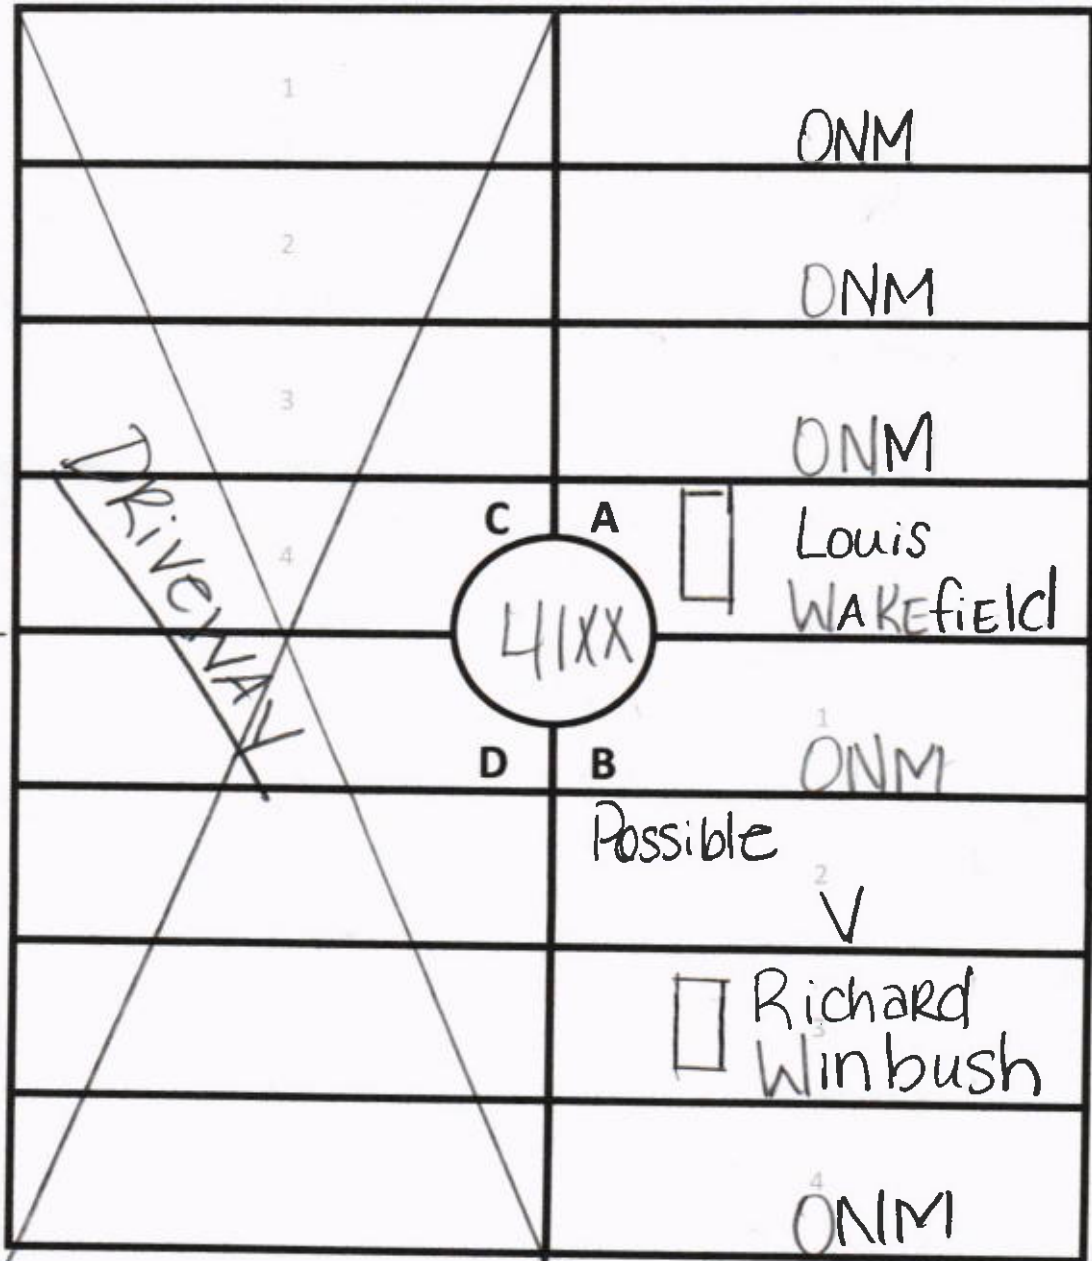 1
ONM
2
ONM
3
ONM
DRiVeWAY
4
C A
Louis
WAKEfiELd
41XX
D B
1
ONM
Possible
2
V
Richard
3
Winbush
4
ONM